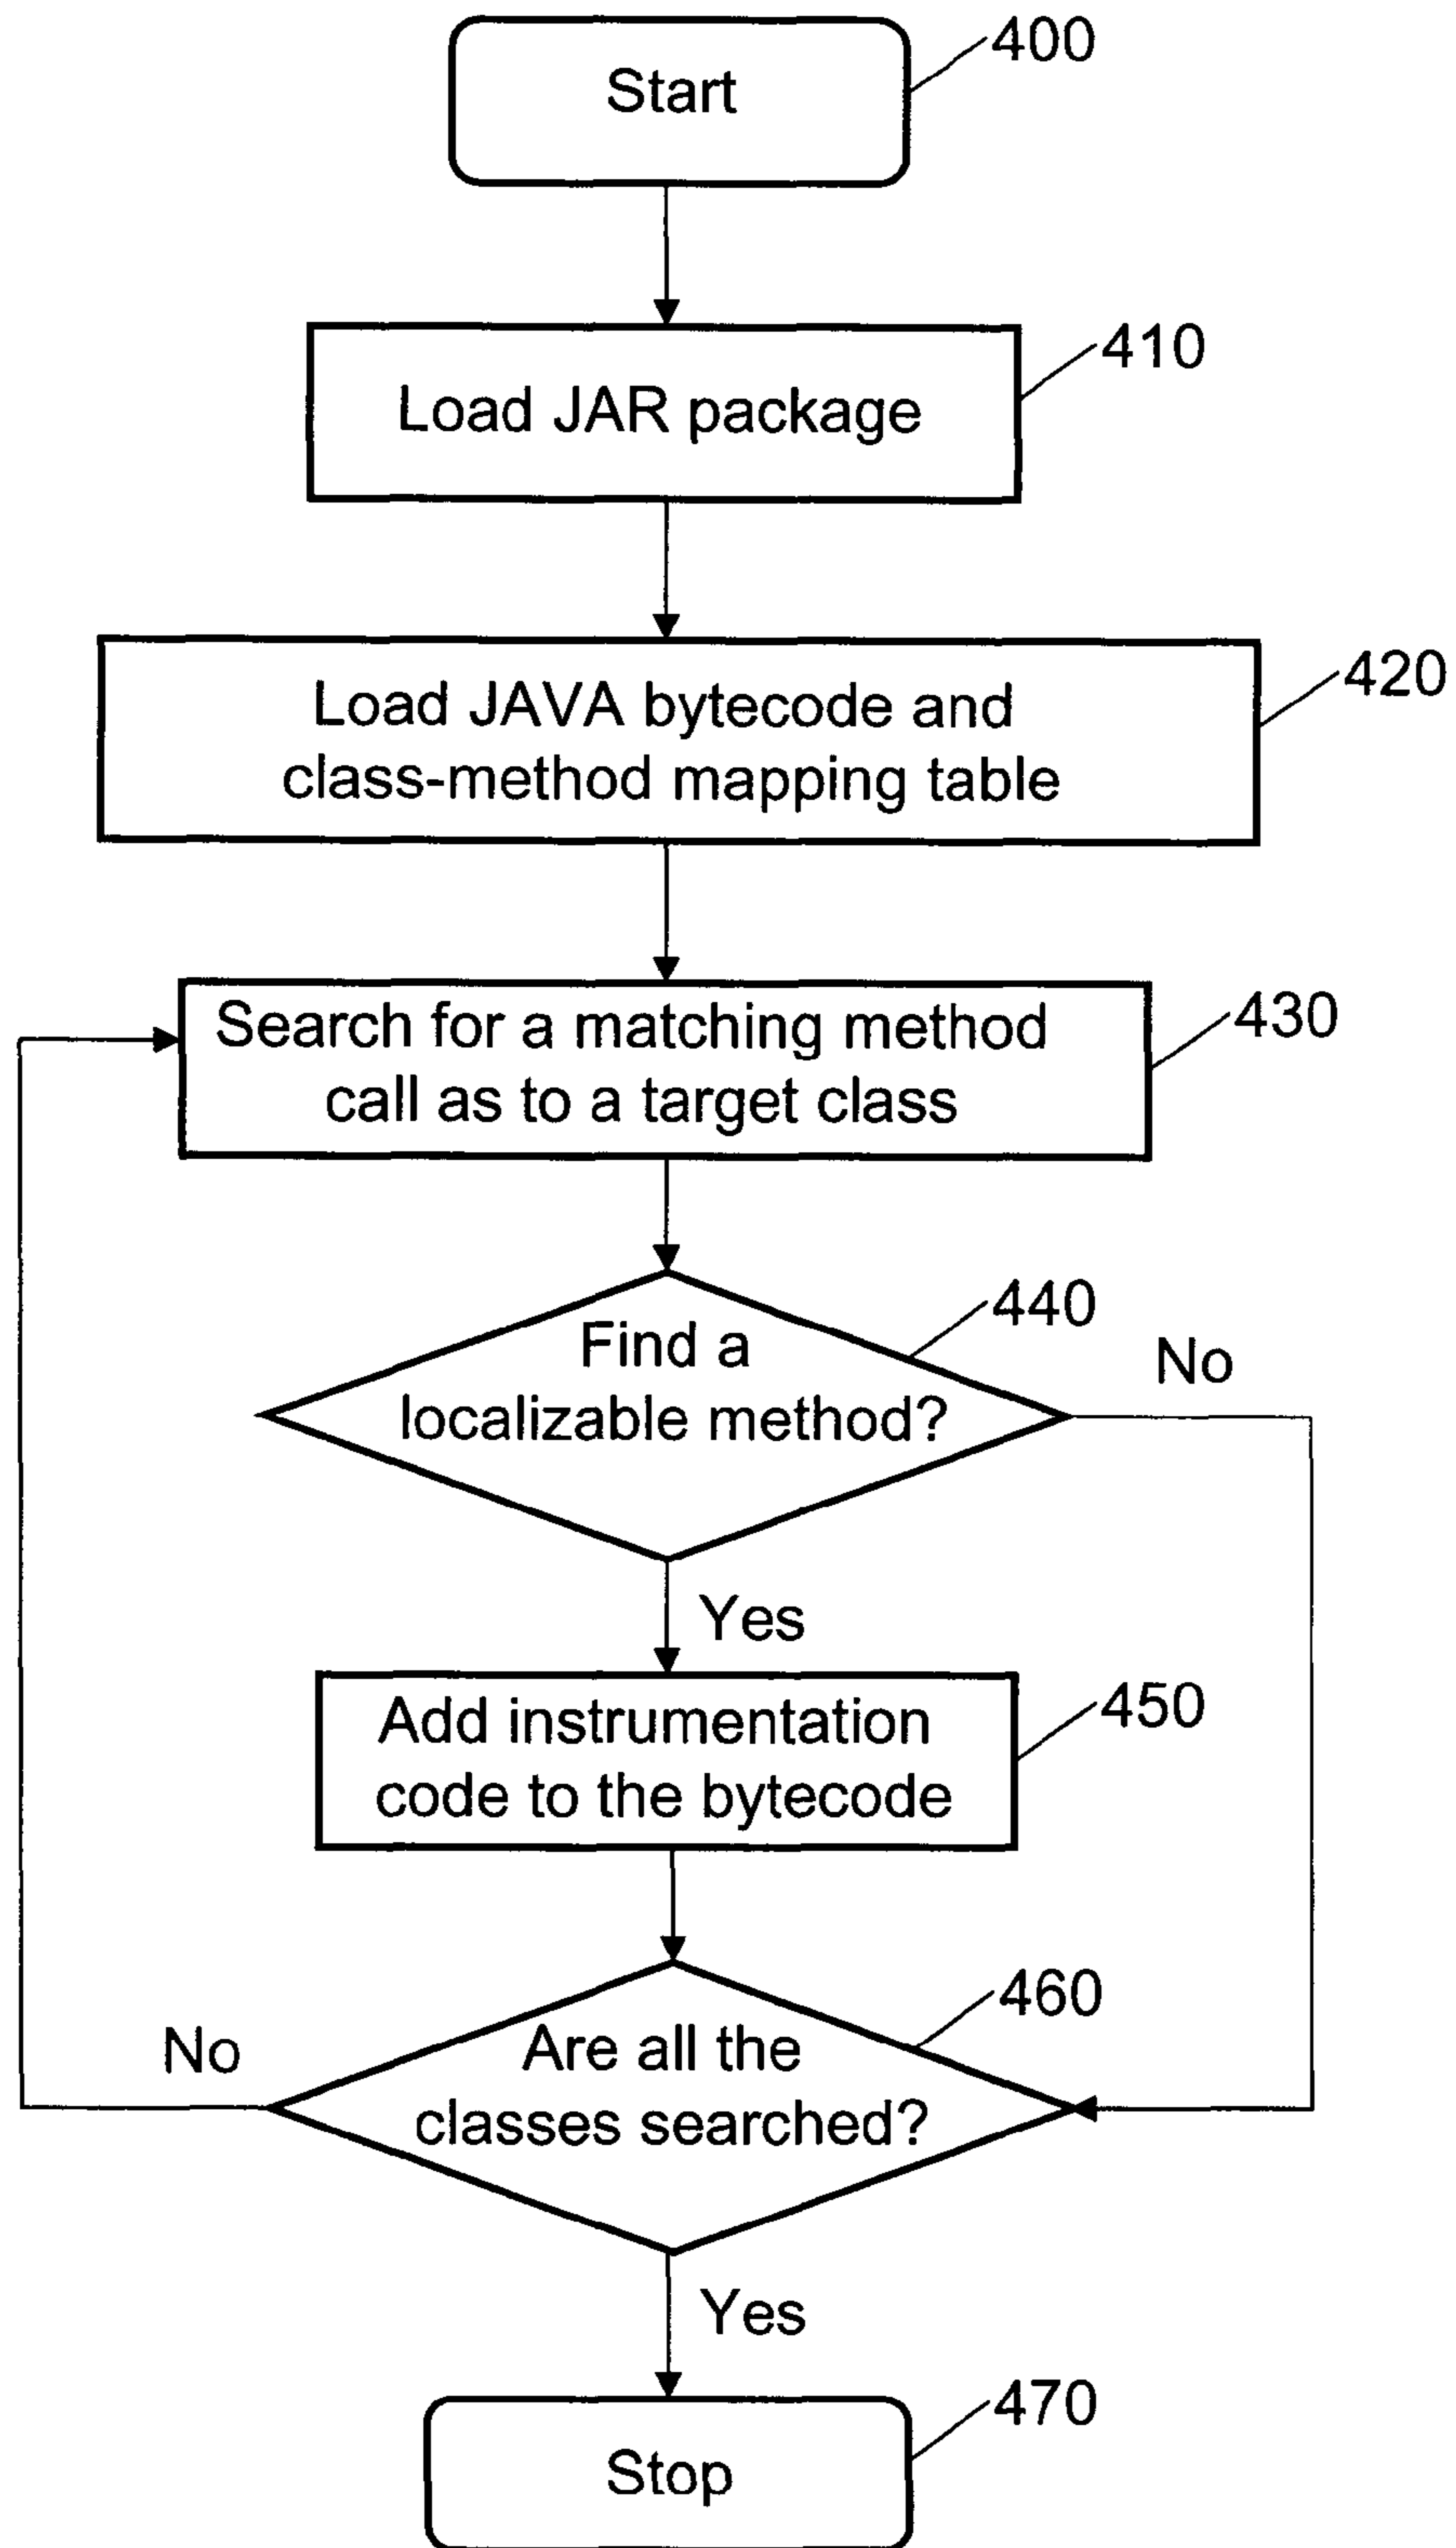 400
Start
410
Load JAR package
420
Load JAVA bytecode and
class-method mapping table
430
Search for a matching method
call as to a target class
440
Find a
localizable method?
No
Yes
450
Add instrumentation
code to the bytecode
460
No
Are all the
classes searched?
Yes
470
Stop